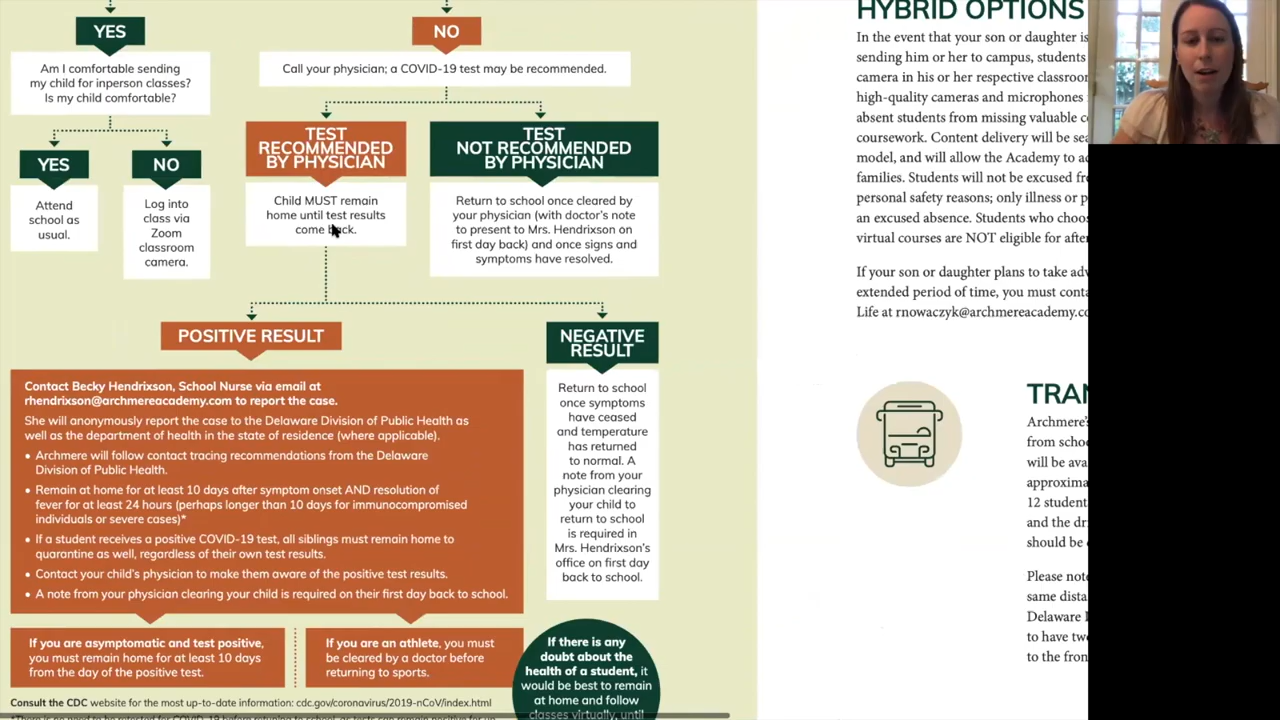 YES
Am I comfortable sending
my child for inperson classes?
Is my child comfortable?
YES
Attend
school as
usual.
NO
Log into
class via
Zoom
classroom
camera.
NO
Call your physician; a COVID-19 test may be recommended.
TEST
RECOMMENDED
BY PHYSICIAN
Child MUST remain
home until test results
come back.
TEST
NOT RECOMMENDED
BY PHYSICIAN
Return to school once cleared by
your physician (with doctor's note
to present to Mrs. Hendrixson on
first day back) and once signs and
symptoms have resolved.
POSITIVE RESULT
Contact Becky Hendrixson, School Nurse via email at
rhendrixson@archmereacademy.com to report the case.
She will anonymously report the case to the Delaware Division of Public Health as
well as the department of health in the state of residence (where applicable).
• Archmere will follow contact tracing recommendations from the Delaware
Division of Public Health.
• Remain at home for at least 10 days after symptom onset AND resolution of
fever for at least 24 hours (perhaps longer than 10 days for immunocompromised
individuals or severe cases)*
• If a student receives a positive COVID-19 test, all siblings must remain home to
quarantine as well, regardless of their own test results.
• Contact your child's physician to make them aware of the positive test results.
• A note from your physician clearing your child is required on their first day back to school.
If you are asymptomatic and test positive,
you must remain home for at least 10 days
from the day of the positive test.
If you are an athlete, you must
be cleared by a doctor before
returning to sports.
NEGATIVE
RESULT
Return to school
once symptoms
have ceased
and temperature
has returned
to normal. A
note from your
physician clearing
your child to
return to school
is required in
Mrs. Hendrixson's
office on first day
back to school.
If there is any
doubt about the
health of a student, it
would be best to remain
at home and follow
classes virtually, until
Consult the CDC website for the most up-to-date information: cdc.gov/coronavirus/2019-nCoV/index.html
HYBRID OPTIONS
In the event that your son or daughter is
sending him or her to campus, students
camera in his or her respective classroom
high-quality cameras and microphones
absent students from missing valuable
coursework. Content delivery will be
model, and will allow the Academy to
families. Students will not be excused
personal safety reasons; only illness or
an excused absence. Students who
virtual courses are NOT eligible for
If your son or daughter plans to take
extended period of time, you must
Life at rnowaczyk@archmereacademy.co
TRAN
Archmere's
from
will be
12
and the
should be
Please note
same
Delaware
to have
to the